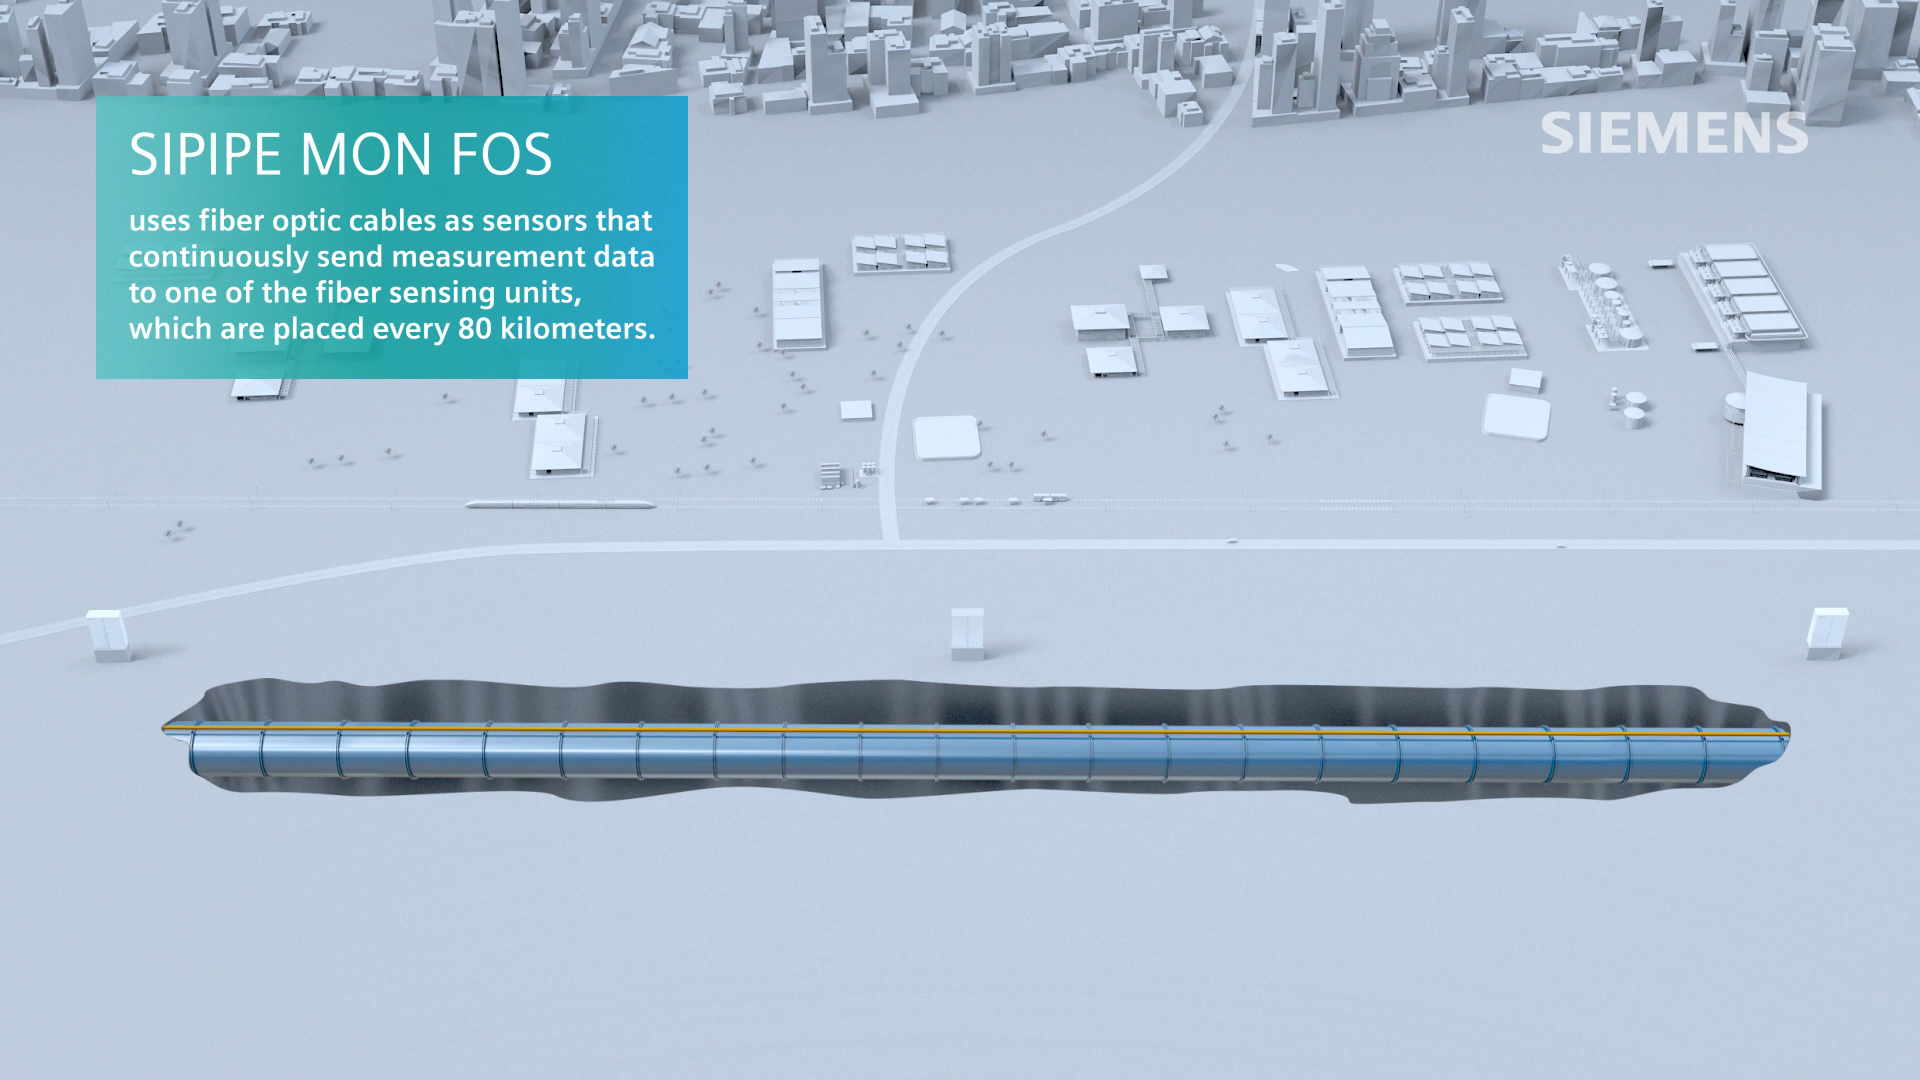 SIPIPE MON FOS
uses fiber optic cables as sensors that
continuously send measurement data
to one of the fiber sensing units,
which are placed every 80 kilometers.
SIEMENS